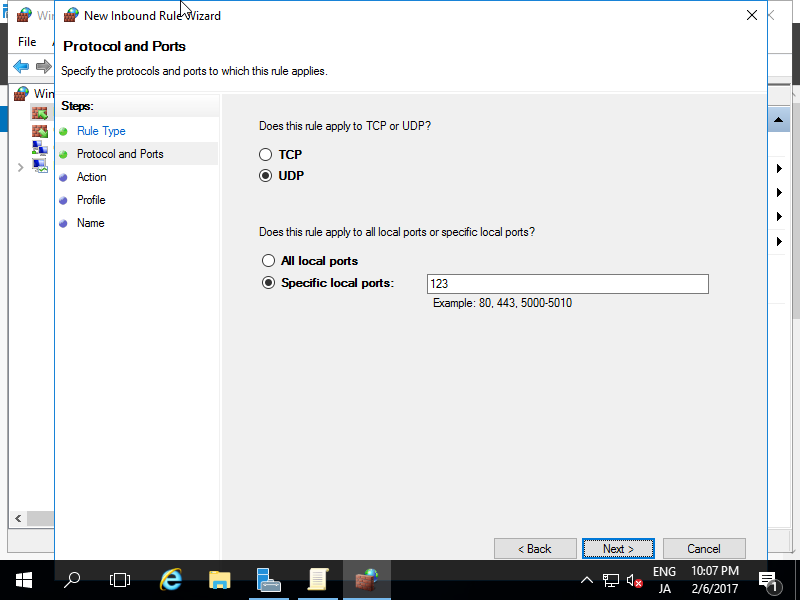 New Inbound Rule Wizard
File
Protocol and Ports
Specify the protocols and ports to which this rule applies.
Steps:
Rule Type
Protocol and Ports
Action
Profile
Name
Does this rule apply to TCP or UDP?
TCP
UDP
Does this rule apply to all local ports or specific local ports?
All local ports
Specific local ports:
123
Example: 80, 443, 5000-5010
< Back
Next >
Cancel
ENG
JA
10:07 PM
2/6/2017
1